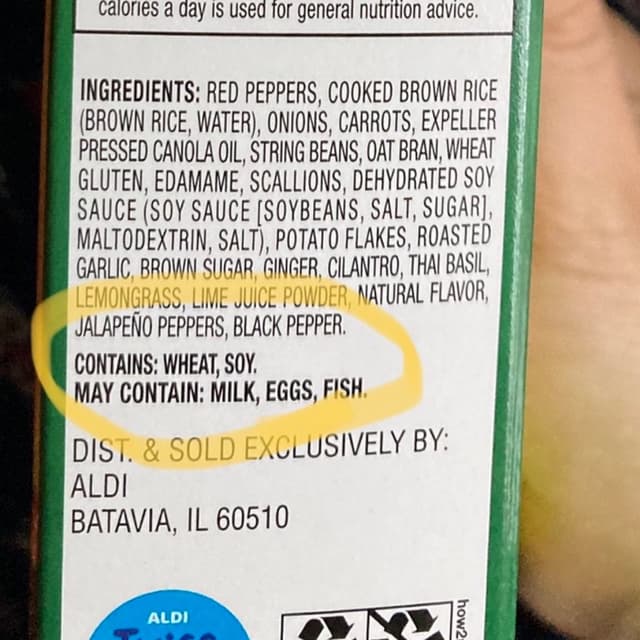 calories a day is used for general nutrition advice.
INGREDIENTS: RED PEPPERS, COOKED BROWN RICE
(BROWN RICE, WATER), ONIONS, CARROTS, EXPELLER
PRESSED CANOLA OIL, STRING BEANS, OAT BRAN, WHEAT
GLUTEN, EDAMAME, SCALLIONS, DEHYDRATED SOY
SAUCE (SOY SAUCE [SOYBEANS, SALT, SUGAR],
MALTODEXTRIN, SALT), POTATO FLAKES, ROASTED
GARLIC, BROWN SUGAR, GINGER, CILANTRO, THAI BASIL,
LEMONGRASS, LIME JUICE POWDER, NATURAL FLAVOR,
JALAPEÑO PEPPERS, BLACK PEPPER.
CONTAINS: WHEAT, SOY.
MAY CONTAIN: MILK, EGGS, FISH.
DIST. & SOLD EXCLUSIVELY BY:
ALDI
BATAVIA, IL 60510
ALDI